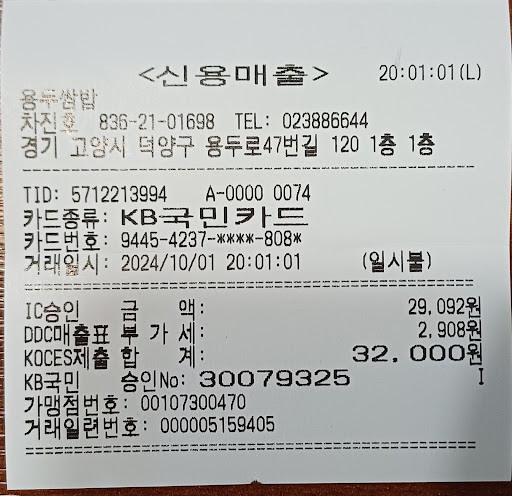 <신용매출> 20:01:01(L)
용두쌈밥
차진호 836-21-01698 TEL: 023886644
경기 고양시 덕양구 용두로47번길 120 1층 1층
TID: 5712213994 A-0000 0074
카드종류: KB국민카드
카드번호: 9445-4237-****-808*
거래일시: 2024/10/01 20:01:01 (일시불)
IC승인 금 액: 29,092원
DDC매출표 부 가 세: 2,908원
KOCES제출 합 계: 32,000원
KB국민 승인No: 30079325 I
가맹점번호: 00107300470
거래일련번호: 000005159405